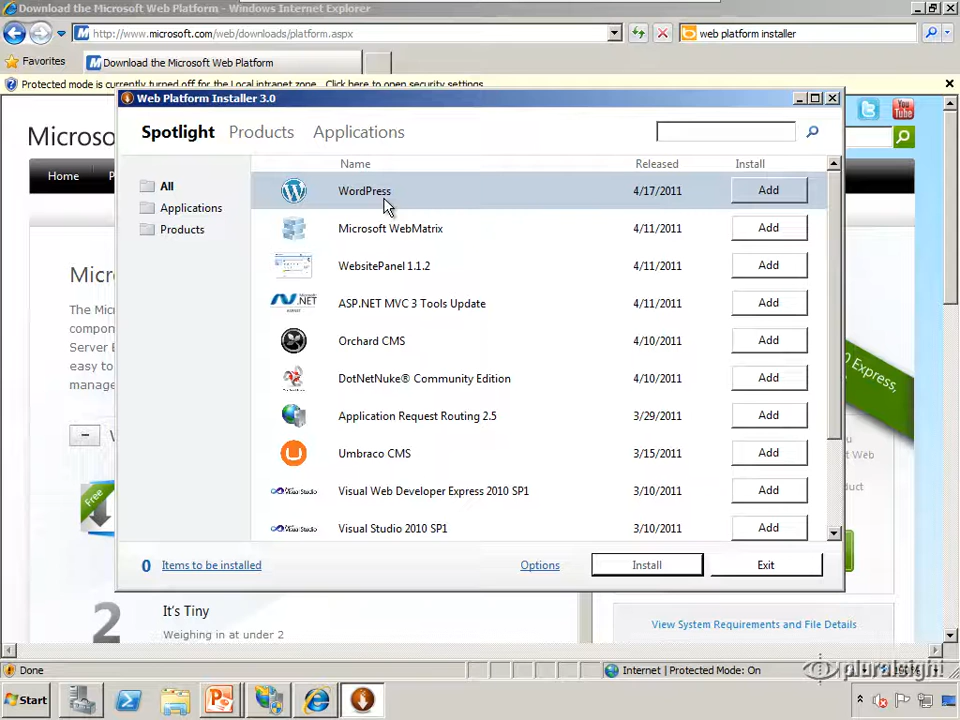 Download the Microsoft Web Platform - Windows Internet Explorer
http://www.microsoft.com/web/downloads/platform.aspx
web platform installer
Favorites
Download the Microsoft Web Platform
Protected mode is currently turned off for the Local intranet zone. Click here to open security settings.
Web Platform Installer 3.0
Microso
Spotlight
Products
Applications
You
Tube
Home
P
Name
Released
Install
All
Applications
Products
WordPress
4/17/2011
Add
Microsoft WebMatrix
4/11/2011
Add
WebsitePanel 1.1.2
4/11/2011
Add
ASP.NET MVC 3 Tools Update
4/11/2011
Add
Orchard CMS
4/10/2011
Add
DotNetNuke® Community Edition
4/10/2011
Add
Application Request Routing 2.5
3/29/2011
Add
Umbraco CMS
3/15/2011
Add
Visual Web Developer Express 2010 SP1
3/10/2011
Add
Visual Studio 2010 SP1
3/10/2011
Add
Micr
The Mic
compon
Server E
easy to
manage
0 Express,
Free
0
Items to be installed
Options
Install
Exit
2
It's Tiny
Weighing in at under 2
View System Requirements and File Details
Done
Internet | Protected Mode: On
pluralsight
Start